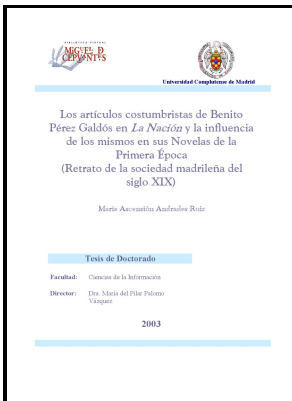 BIBLIOTECA VIRTUAL
MIGUEL DE
CERVANTES
Universidad Complutense de Madrid
Los artículos costumbristas de Benito
Pérez Galdós en La Nación y la influencia
de los mismos en sus Novelas de la
Primera Época
(Retrato de la sociedad madrileña del
siglo XIX)
María Ascensión Andrades Ruiz
Tesis de Doctorado
Facultad: Ciencias de la Información
Director: Dra. María del Pilar Palomo
Vázquez
2003